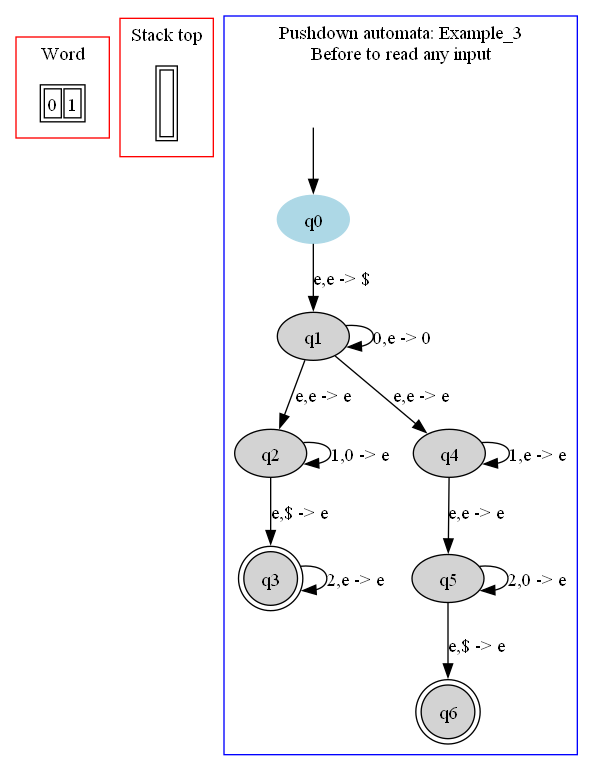 Word
0 1
Stack top
Pushdown automata: Example_3
Before to read any input
q0
e,e -> $
q1
0,e -> 0
e,e -> e
e,e -> e
q2
1,0 -> e
q4
1,e -> e
e,$ -> e
e,e -> e
q3
2,e -> e
q5
2,0 -> e
e,$ -> e
q6